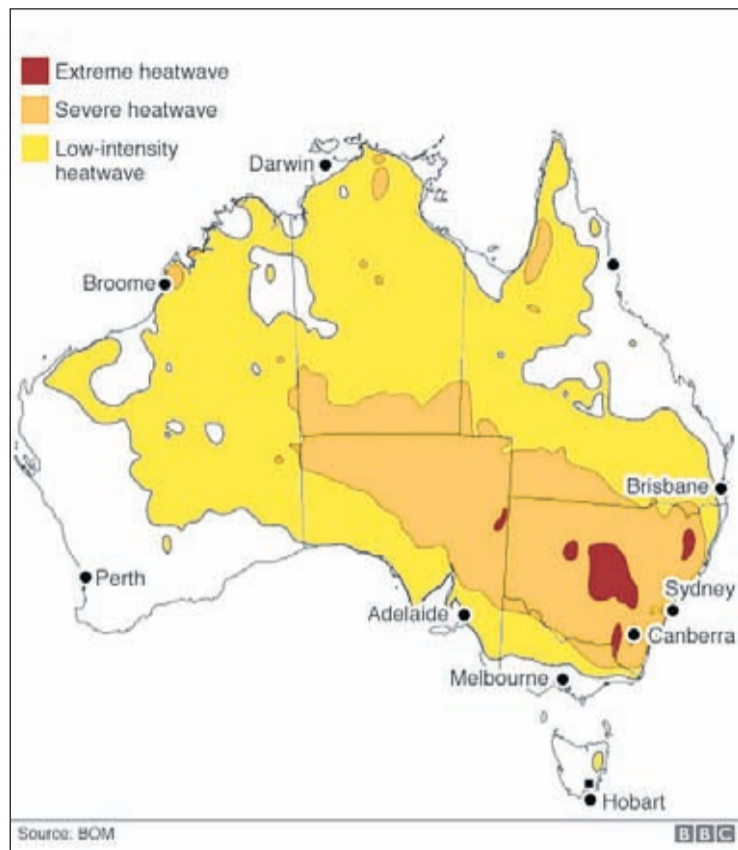 Extreme heatwave
Severe heatwave
Low-intensity
heatwave
Darwin
Broome
Brisbane
Perth
Sydney
Adelaide
Canberra
Melbourne
Hobart
Source: BOM
BBC